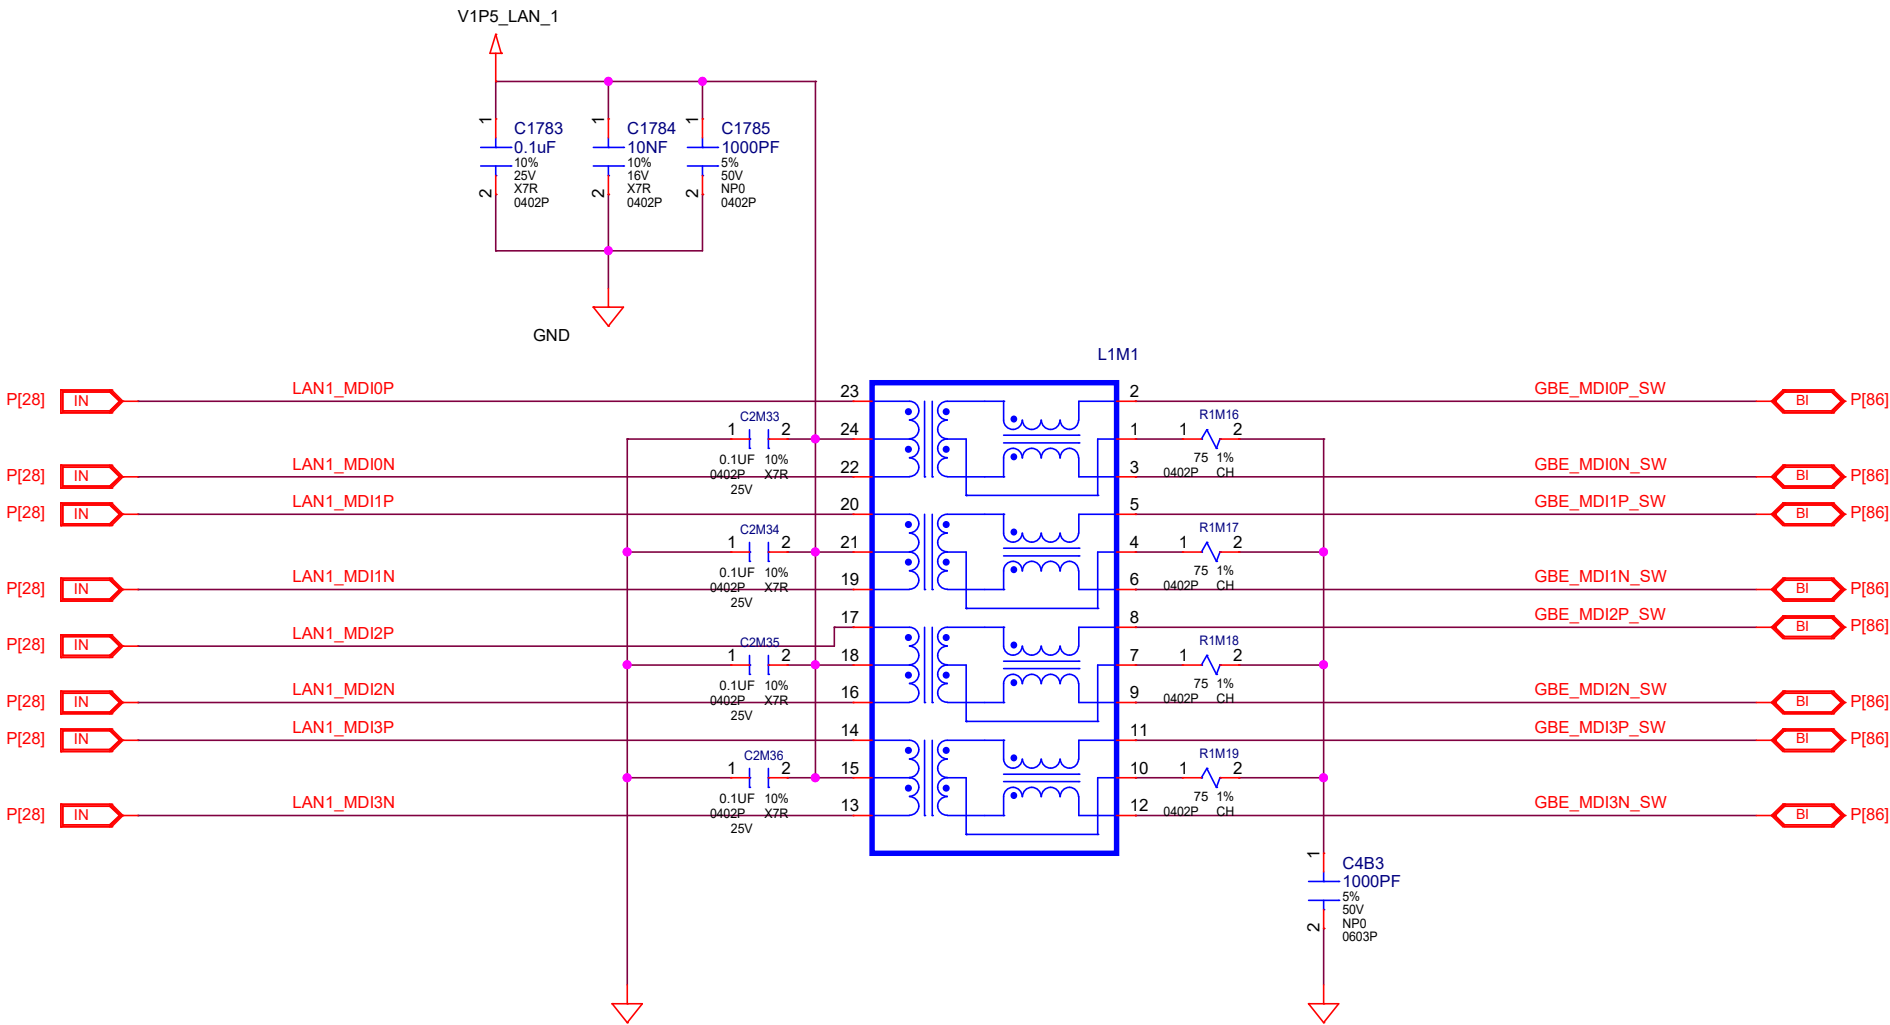 V1P5_LAN_1
1 1 1
C1783 C1784 C1785
0.1uF 10NF 1000PF
10% 10% 5%
25V 16V 50V
X7R X7R NP0
0402P 0402P 0402P
2 2 2
GND
L1M1
P[28] IN LAN1_MDI0P 23 2 GBE_MDI0P_SW BI P[86]
C2M33 R1M16
1 2 24 1 1 2
0.1UF 10% 75 1%
0402P X7R 0402P CH
25V
P[28] IN LAN1_MDI0N 22 3 GBE_MDI0N_SW BI P[86]
P[28] IN LAN1_MDI1P 20 5 GBE_MDI1P_SW BI P[86]
C2M34 R1M17
1 2 21 4 1 2
0.1UF 10% 75 1%
0402P X7R 0402P CH
25V
P[28] IN LAN1_MDI1N 19 6 GBE_MDI1N_SW BI P[86]
P[28] IN LAN1_MDI2P 17 8 GBE_MDI2P_SW BI P[86]
C2M35 R1M18
1 2 18 7 1 2
0.1UF 10% 75 1%
0402P X7R 0402P CH
25V
P[28] IN LAN1_MDI2N 16 9 GBE_MDI2N_SW BI P[86]
P[28] IN LAN1_MDI3P 14 11 GBE_MDI3P_SW BI P[86]
C2M36 R1M19
1 2 15 10 1 2
0.1UF 10% 75 1%
0402P X7R 0402P CH
25V
P[28] IN LAN1_MDI3N 13 12 GBE_MDI3N_SW BI P[86]
1
C4B3
1000PF
5%
50V
NP0
0603P
2